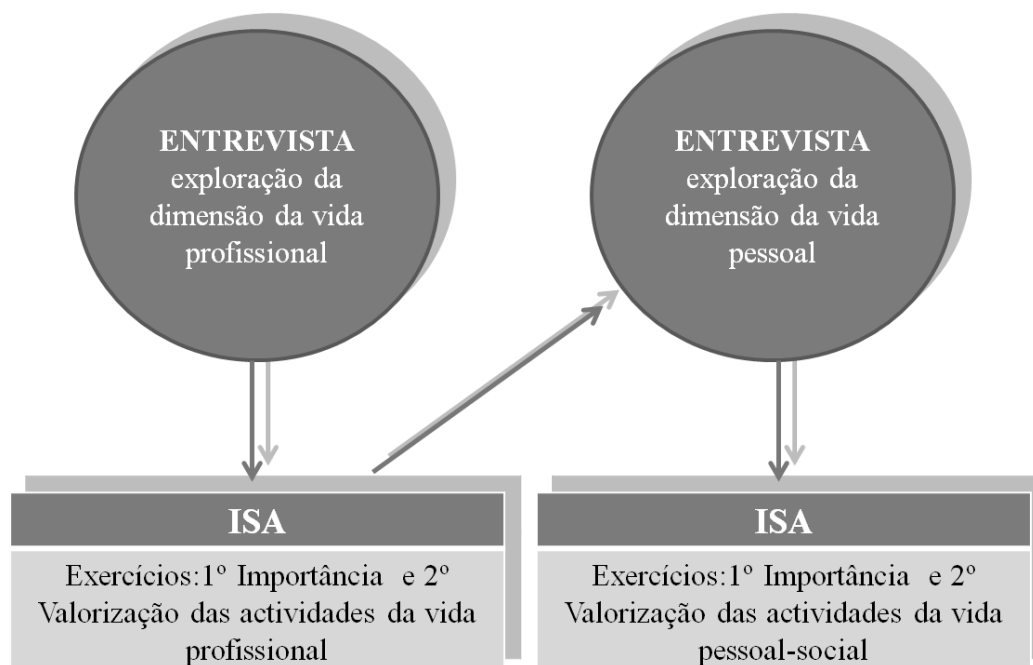 ENTREVISTA
exploração da
dimensão da vida
profissional
ENTREVISTA
exploração da
dimensão da vida
pessoal
ISA
Exercícios:1º Importância e 2º
Valorização das actividades da vida
profissional
ISA
Exercícios:1º Importância e 2º
Valorização das actividades da vida
pessoal-social